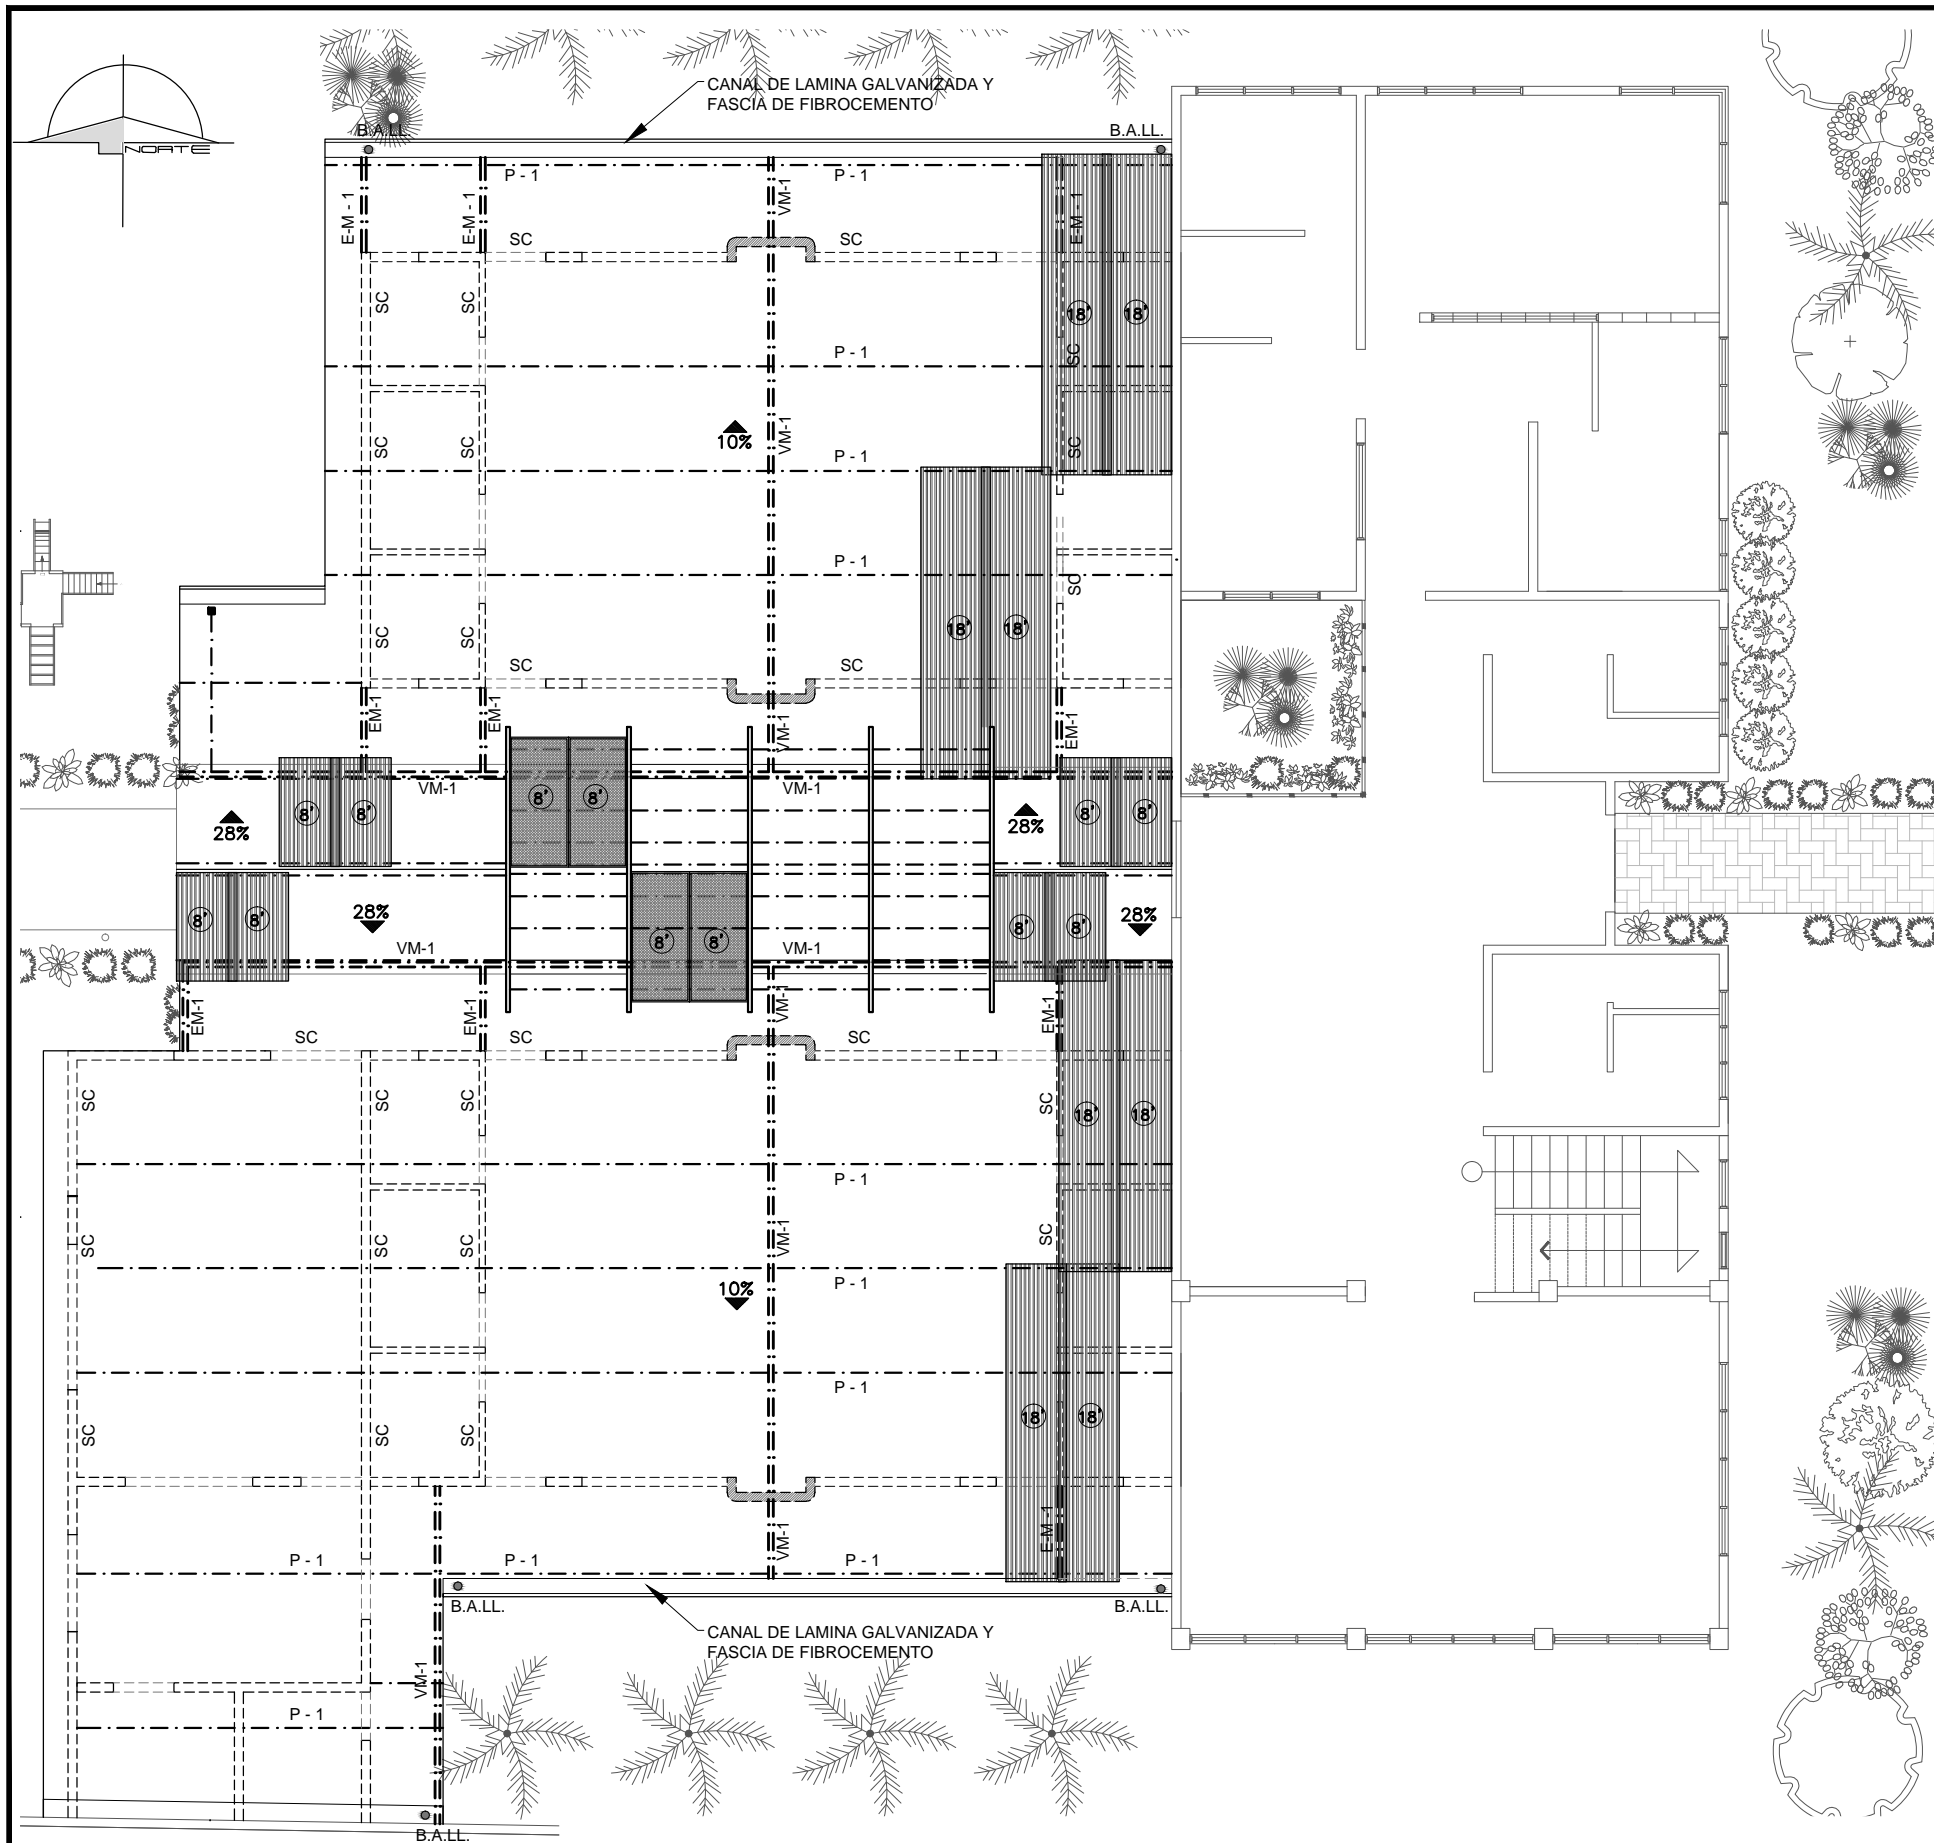 CANAL DE LAMINA GALVANIZADA Y
FASCIA DE FIBROCEMENTO
B.A.LL.
B.A.LL.
NORTE
P - 1
P - 1
VM-1
E-M - 1
E-M - 1
E-M - 1
SC
SC
SC
SC
18'
18'
SC
P - 1
10%
VM-1
SC
SC
SC
P - 1
P - 1
SC
18'
18'
SC
SC
SC
SC
EM-1
EM-1
VM-1
EM-1
VM-1
VM-1
8'
8'
8'
8'
8'
8'
28%
28%
8'
8'
28%
8'
8'
28%
VM-1
8'
8'
VM-1
EM-1
EM-1
VM-1
EM-1
SC
SC
SC
SC
SC
SC
SC
18'
18'
P - 1
SC
SC
SC
VM-1
SC
P - 1
10%
P - 1
SC
SC
SC
18'
18'
P - 1
P - 1
P - 1
VM-1
E-M - 1
B.A.LL.
B.A.LL.
CANAL DE LAMINA GALVANIZADA Y
FASCIA DE FIBROCEMENTO
VM-1
P - 1
B.A.LL.